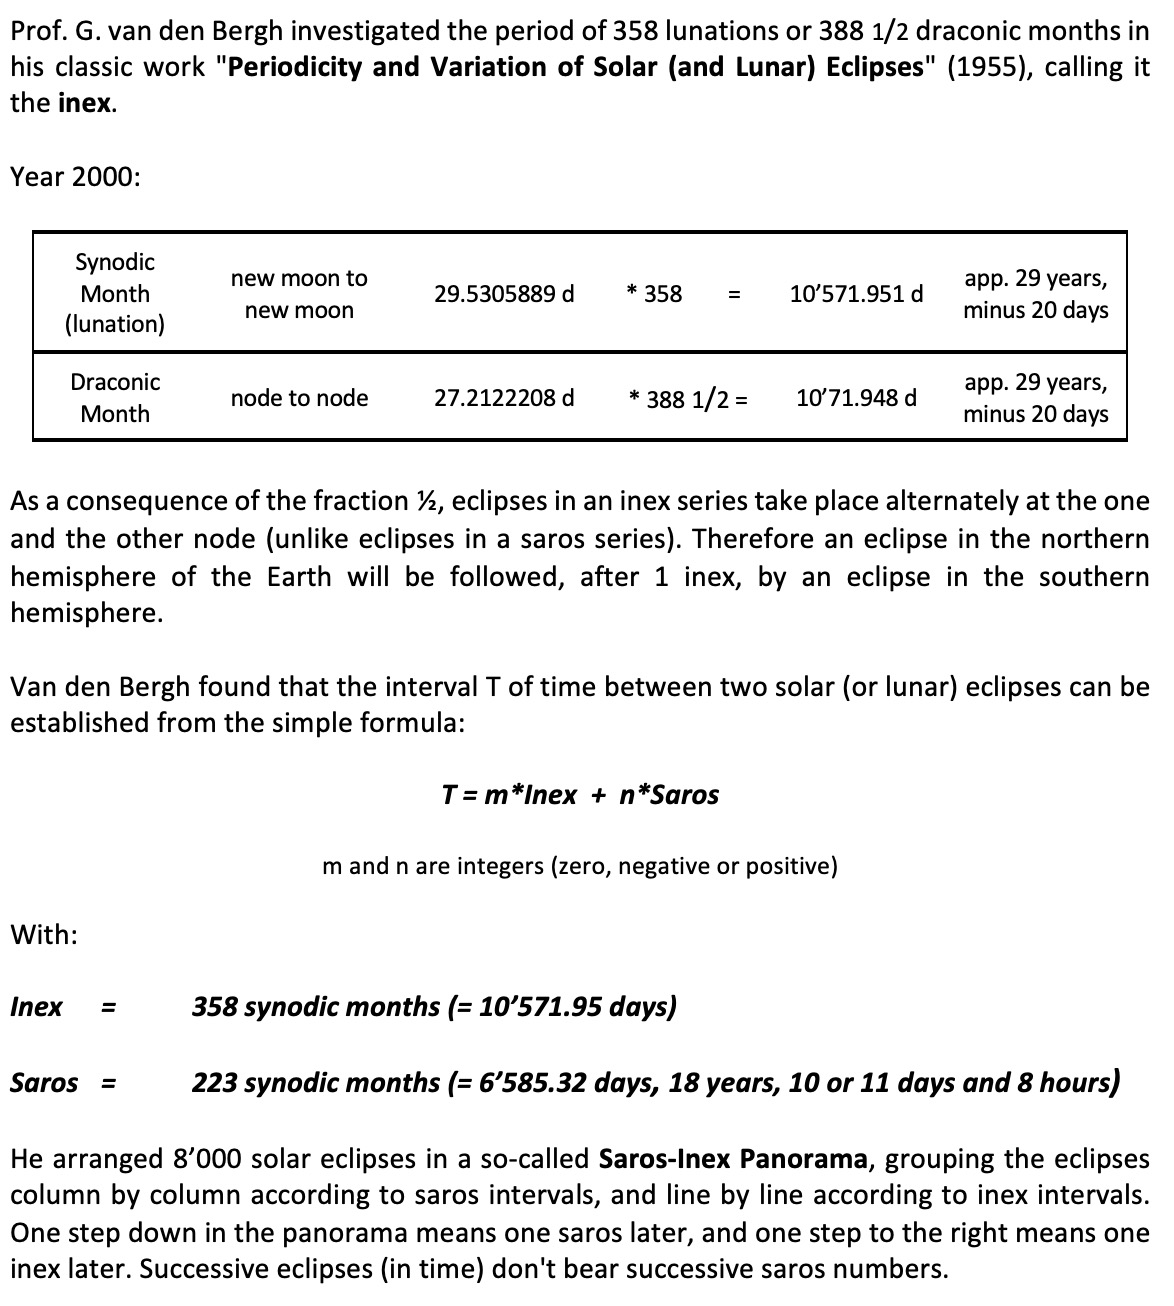 Prof. G. van den Bergh investigated the period of 358 lunations or 388 1/2 draconic months in
his classic work "Periodicity and Variation of Solar (and Lunar) Eclipses" (1955), calling it
the inex.
Year 2000:
Synodic
Month
(lunation)
new moon to
new moon
29.5305889 d
* 358
=
10’571.951 d
app. 29 years,
minus 20 days
Draconic
Month
node to node
27.2122208 d
* 388 1/2 =
10’71.948 d
app. 29 years,
minus 20 days
As a consequence of the fraction ½, eclipses in an inex series take place alternately at the one
and the other node (unlike eclipses in a saros series). Therefore an eclipse in the northern
hemisphere of the Earth will be followed, after 1 inex, by an eclipse in the southern
hemisphere.
Van den Bergh found that the interval T of time between two solar (or lunar) eclipses can be
established from the simple formula:
T = m*Inex + n*Saros
m and n are integers (zero, negative or positive)
With:
Inex = 358 synodic months (= 10’571.95 days)
Saros = 223 synodic months (= 6’585.32 days, 18 years, 10 or 11 days and 8 hours)
He arranged 8’000 solar eclipses in a so-called Saros-Inex Panorama, grouping the eclipses
column by column according to saros intervals, and line by line according to inex intervals.
One step down in the panorama means one saros later, and one step to the right means one
inex later. Successive eclipses (in time) don't bear successive saros numbers.